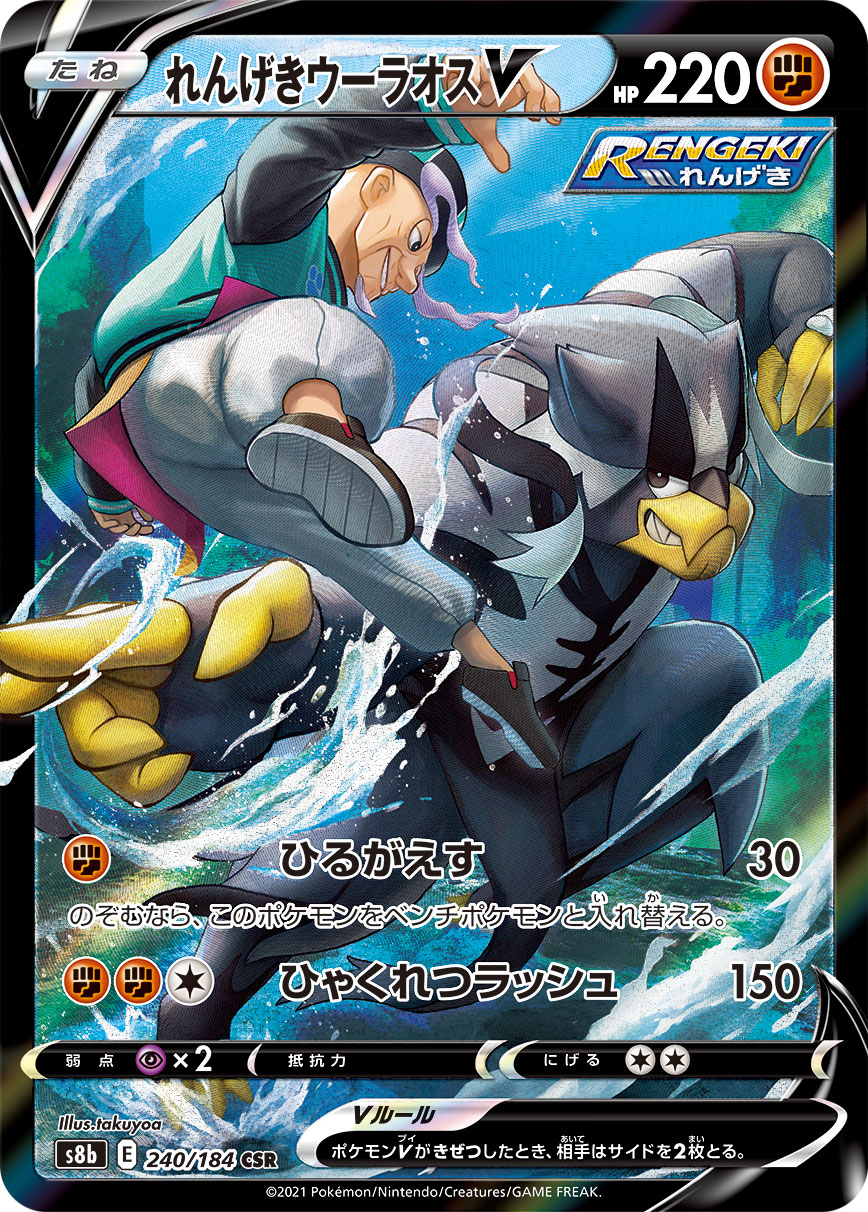 たね
れんげきウーラオスV
HP 220
RENGEKI
れんげき
ひるがえす 30
のぞむなら、このポケモンをベンチポケモンと入れ替える。
ひゃくれつラッシュ 150
弱点 ×2 抵抗力 にげる
Illus.takuyoa
Vルール
ポケモンVがきぜつしたとき、相手はサイドを2枚とる。
s8b E 240/184 CSR
©2021 Pokémon/Nintendo/Creatures/GAME FREAK.